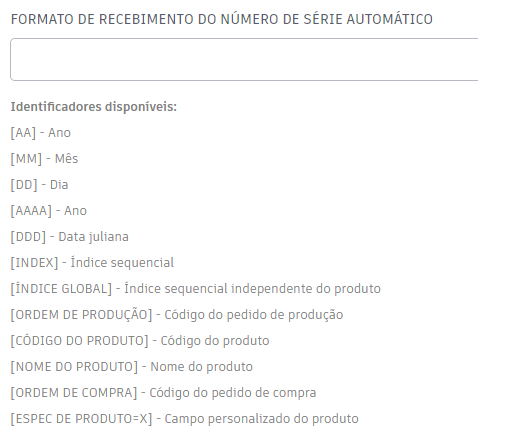 FORMATO DE RECEBIMENTO DO NÚMERO DE SÉRIE AUTOMÁTICO
Identificadores disponíveis:
[AA] - Ano
[MM] - Mês
[DD] - Dia
[AAAA] - Ano
[DDD] - Data juliana
[INDEX] - Índice sequencial
[ÍNDICE GLOBAL] - Índice sequencial independente do produto
[ORDEM DE PRODUÇÃO] - Código do pedido de produção
[CÓDIGO DO PRODUTO] - Código do produto
[NOME DO PRODUTO] - Nome do produto
[ORDEM DE COMPRA] - Código do pedido de compra
[ESPEC DE PRODUTO=X] - Campo personalizado do produto